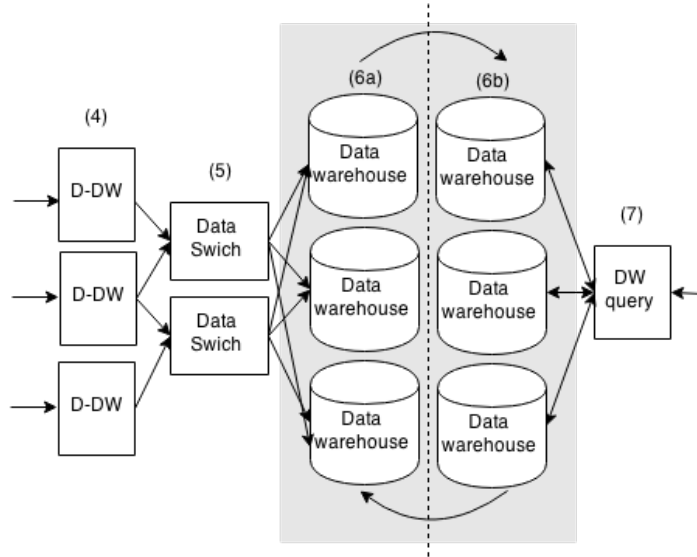 (4)
D-DW
D-DW
D-DW
(5)
Data
Swich
Data
Swich
(6a)
Data
warehouse
Data
warehouse
Data
warehouse
(6b)
Data
warehouse
Data
warehouse
Data
warehouse
(7)
DW
query